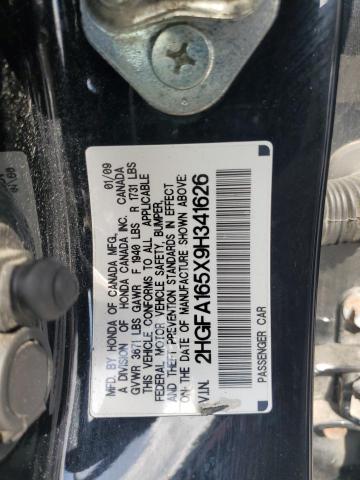 MFD. BY HONDA OF CANADA MFG., 01/09
A DIVISION OF HONDA CANADA INC. CANADA
GVWR 3671 LBS GAWR F 1940 LBS R 1731 LBS
THIS VEHICLE CONFORMS TO ALL APPLICABLE
FEDERAL MOTOR VEHICLE SAFETY, BUMPER, AND
THEFT PREVENTION STANDARDS IN EFFECT
ON THE DATE OF MANUFACTURE SHOWN ABOVE.
2HGFA165X9H341626
V.I.N.
PASSENGER CAR